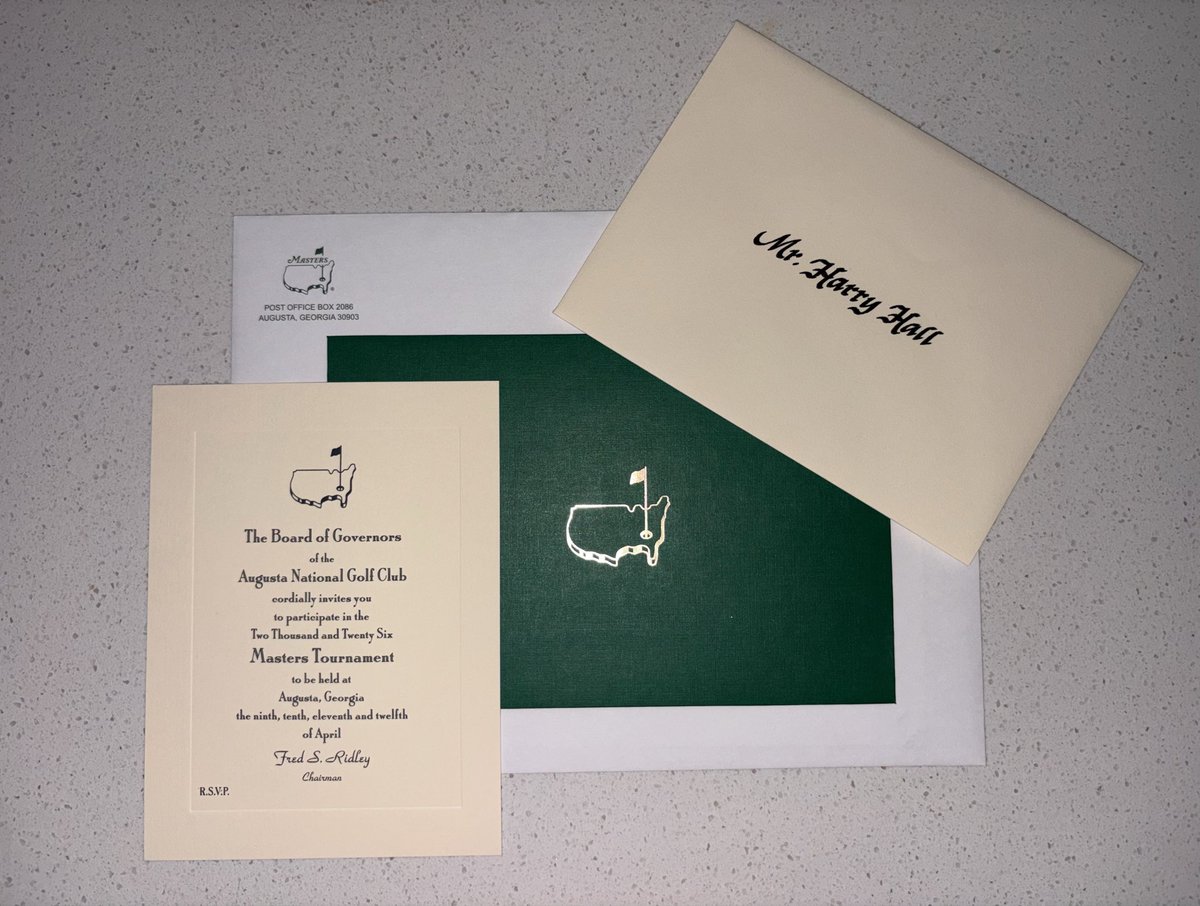 MASTERS
POST OFFICE BOX 2086
AUGUSTA, GEORGIA 30903
Mr. Harry Hall
The Board of Governors
of the
Augusta National Golf Club
cordially invites you
to participate in the
Two Thousand and Twenty Six
Masters Tournament
to be held at
Augusta, Georgia
the ninth, tenth, eleventh and twelfth
of April
Fred S. Ridley
Chairman
R.S.V.P.